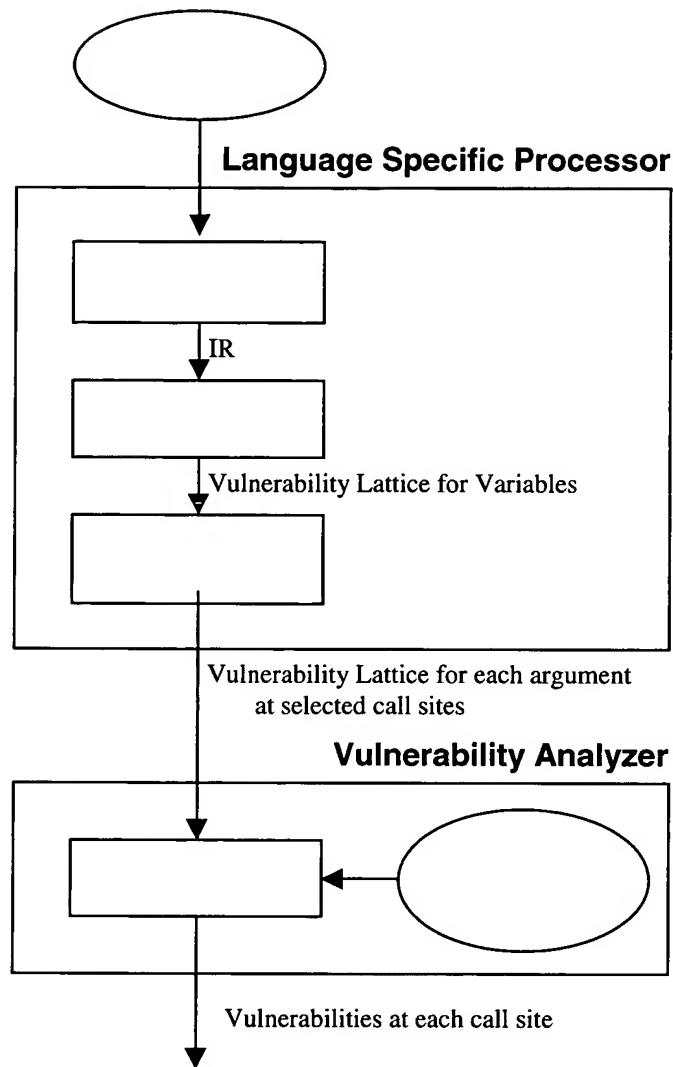 Language Specific Processor
IR
Vulnerability Lattice for Variables
Vulnerability Lattice for each argument
at selected call sites
Vulnerability Analyzer
Vulnerabilities at each call site